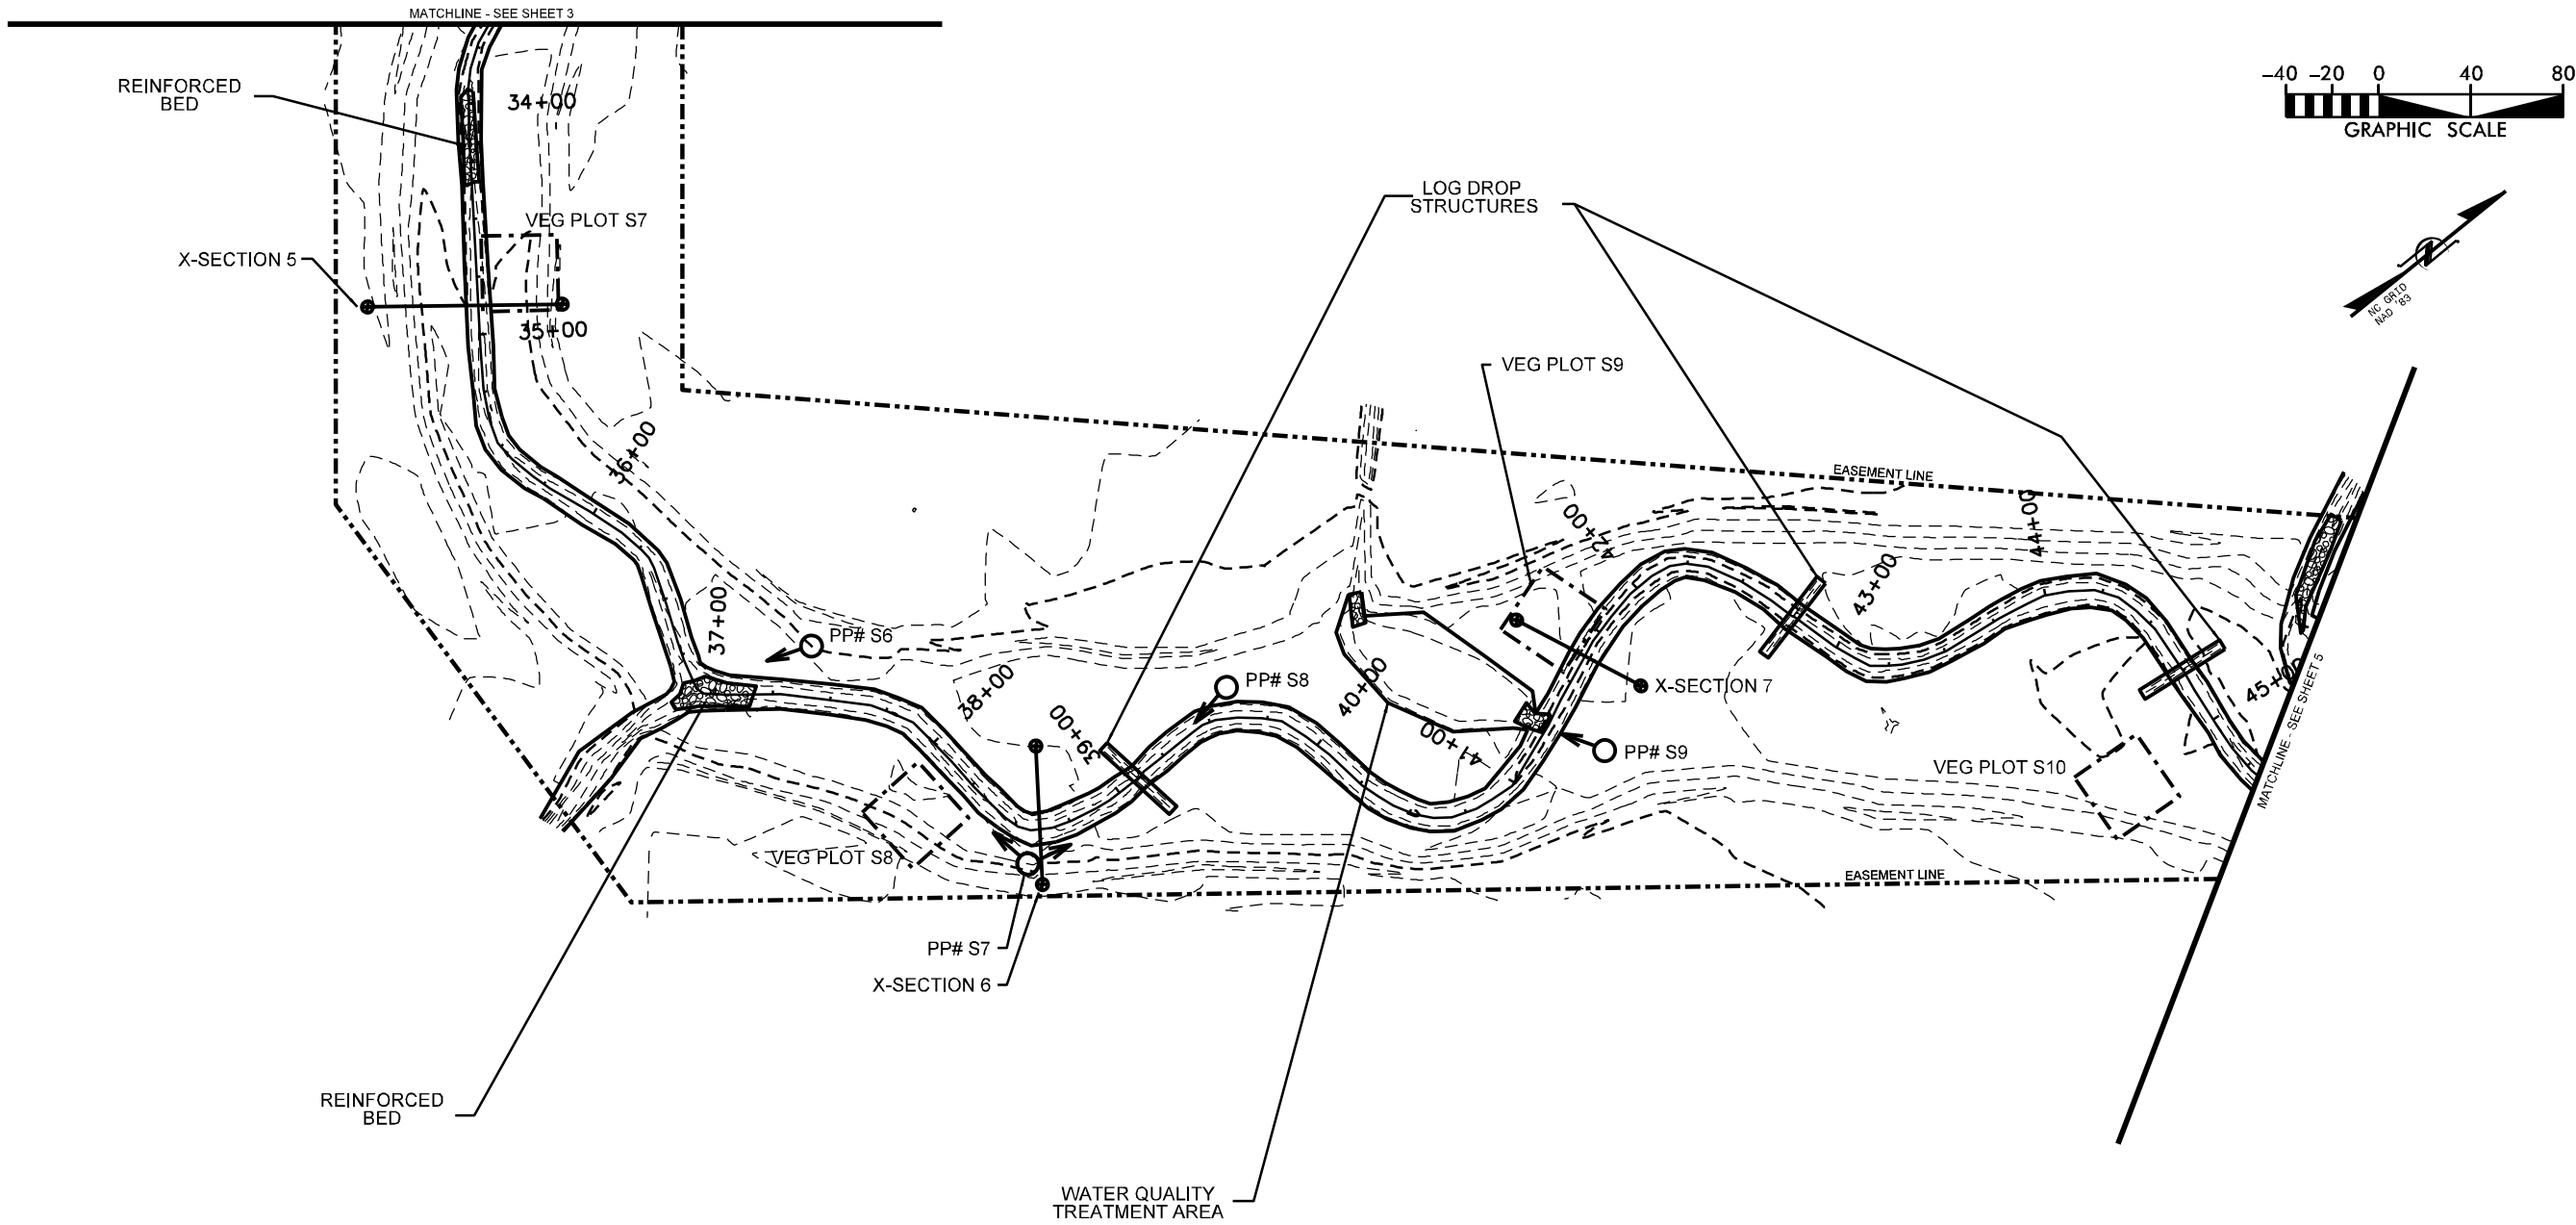 MATCHLINE - SEE SHEET 3
-40 -20 0 40 80
GRAPHIC SCALE
REINFORCED
BED
34+00
LOG DROP
STRUCTURES
VEG PLOT S7
X-SECTION 5
NC GRID
NAD '83
35+00
VEG PLOT S9
36+00
EASEMENT LINE
42+00
44+00
43+00
37+00
PP# S6
38+00
PP# S8
40+00
X-SECTION 7
45+00
39+00
41+00
PP# S9
MATCHLINE - SEE SHEET 5
VEG PLOT S10
VEG PLOT S8
EASEMENT LINE
PP# S7
X-SECTION 6
REINFORCED
BED
WATER QUALITY
TREATMENT AREA